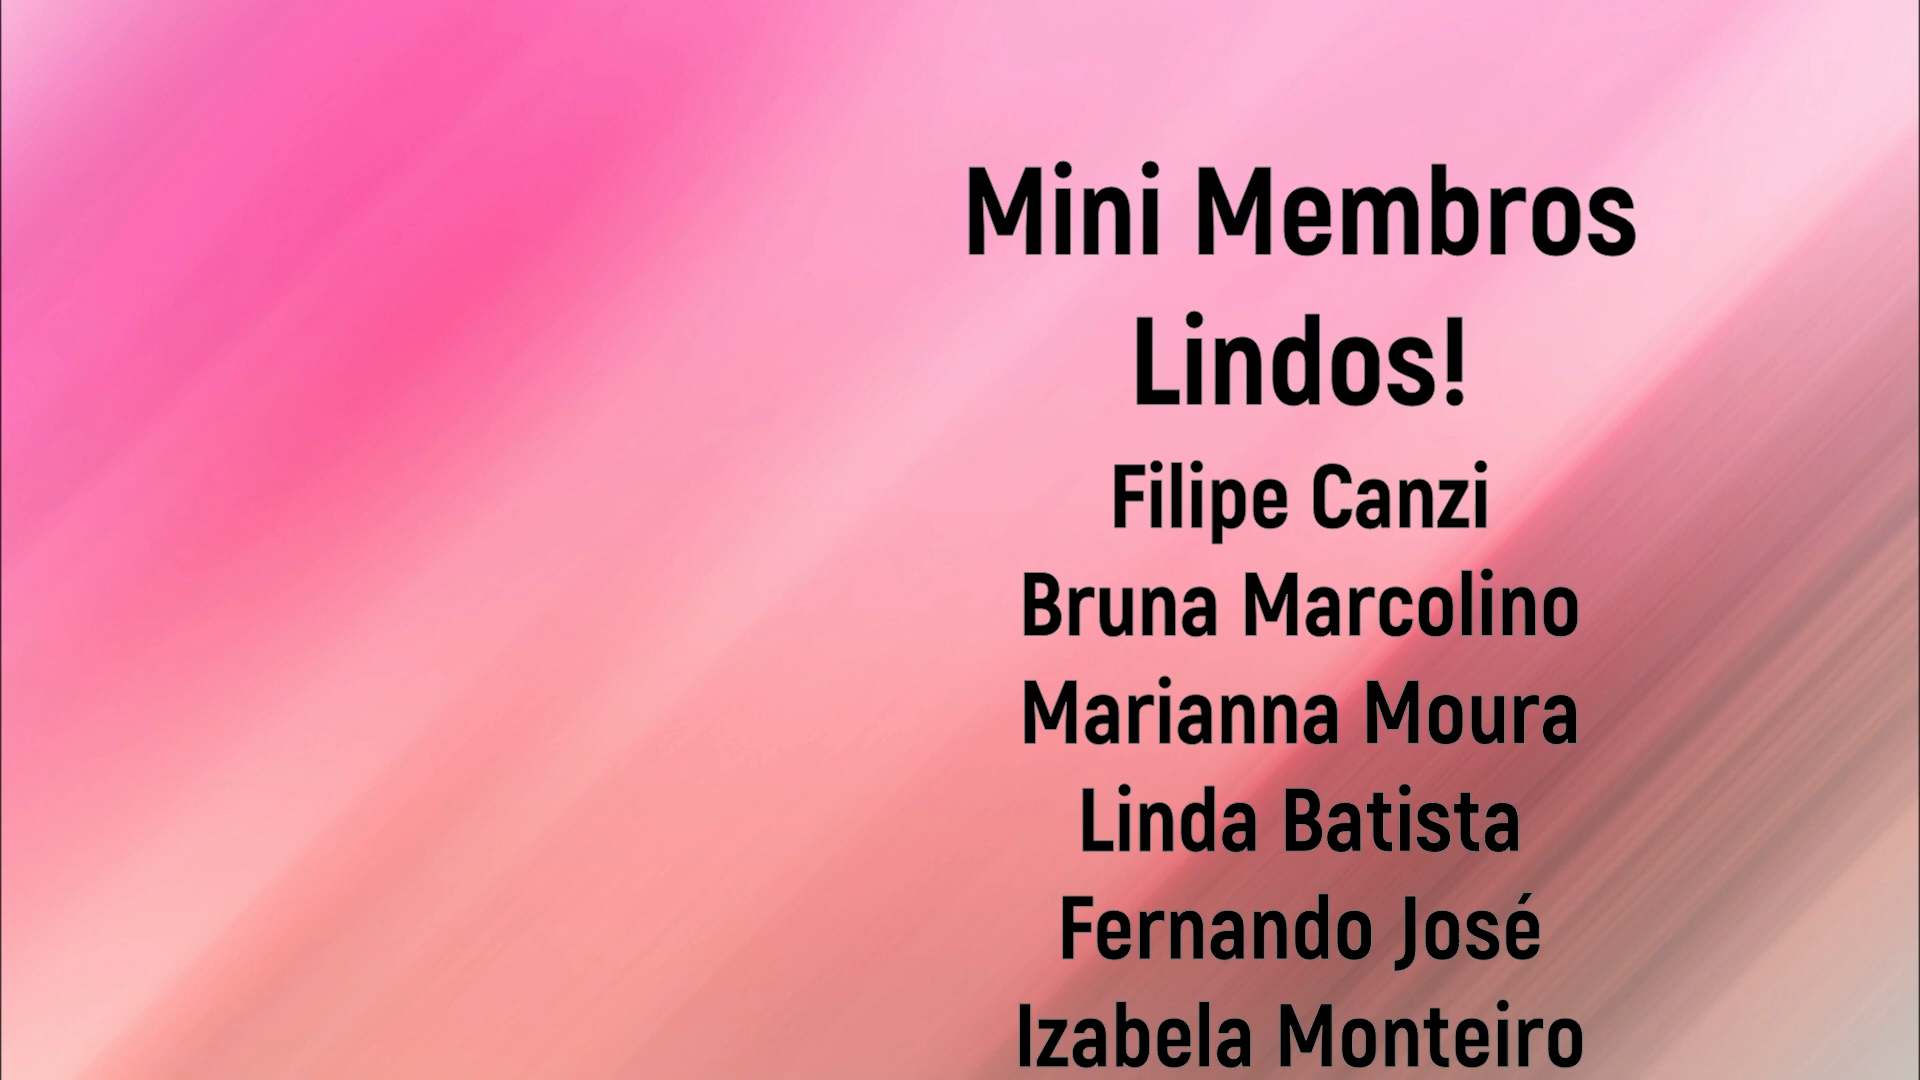 Mini Membros
Lindos!
Filipe Canzi
Bruna Marcolino
Marianna Moura
Linda Batista
Fernando José
Izabela Monteiro